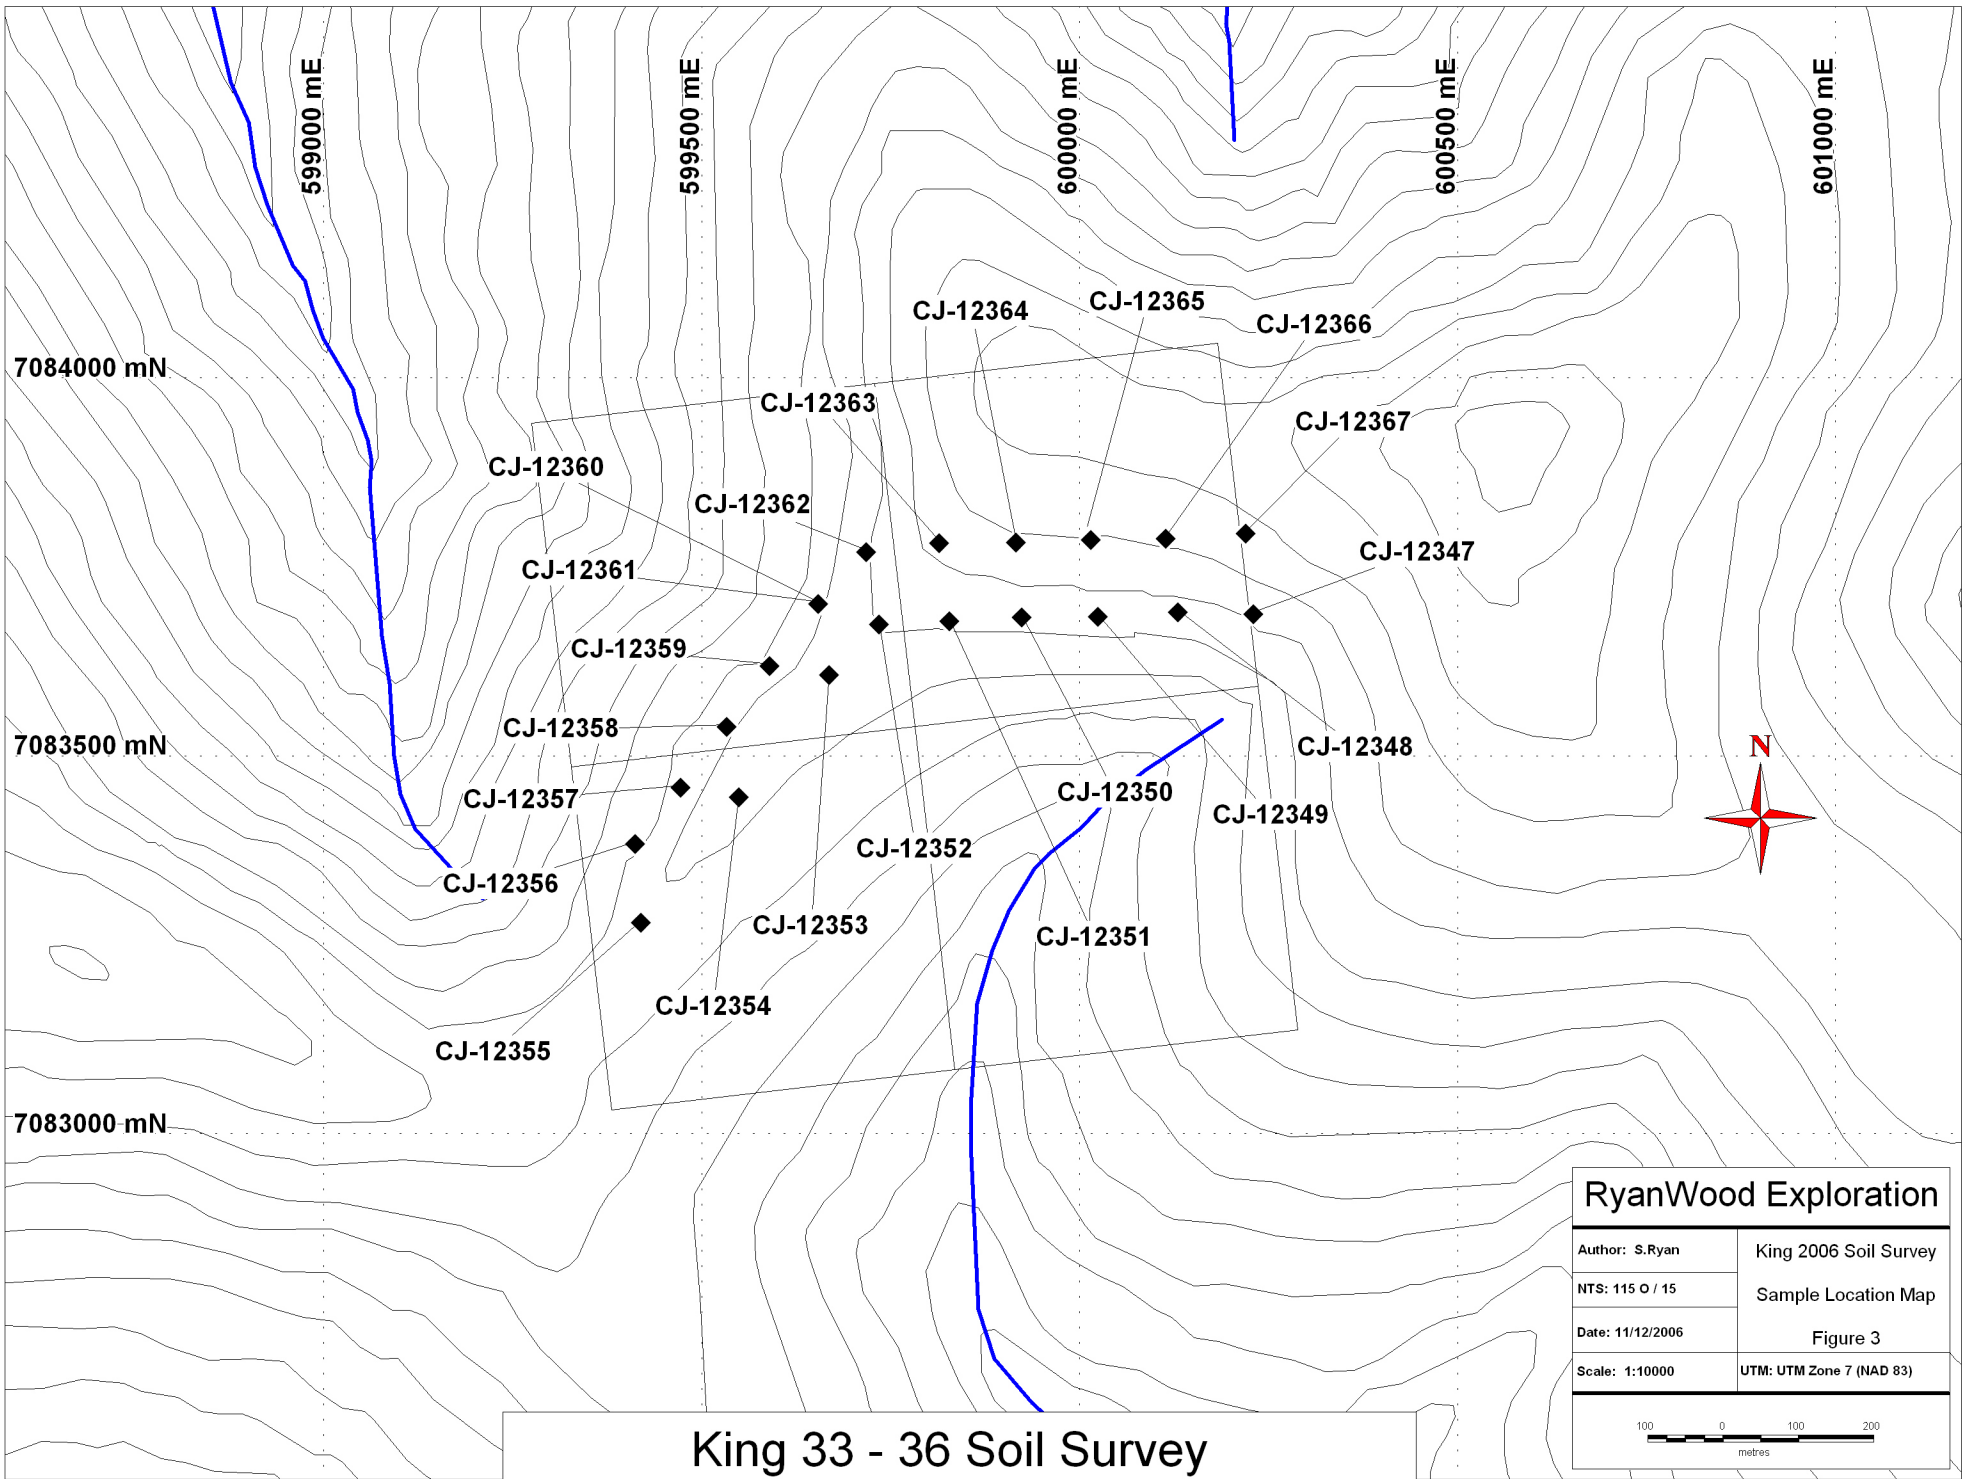 599000 mE
599500 mE
600000 mE
600500 mE
601000 mE
CJ-12364
CJ-12365
CJ-12366
7084000 mN
CJ-12363
CJ-12367
CJ-12360
CJ-12362
CJ-12347
CJ-12361
CJ-12359
CJ-12358
7083500 mN
CJ-12348
N
CJ-12357
CJ-12350
CJ-12349
CJ-12352
CJ-12356
CJ-12353
CJ-12351
CJ-12354
CJ-12355
7083000 mN
RyanWood Exploration
Author: S.Ryan
NTS: 115 O / 15
Date: 11/12/2006
Scale: 1:10000
King 2006 Soil Survey
Sample Location Map
Figure 3
UTM: UTM Zone 7 (NAD 83)
100 0 100 200
metres
King 33 - 36 Soil Survey